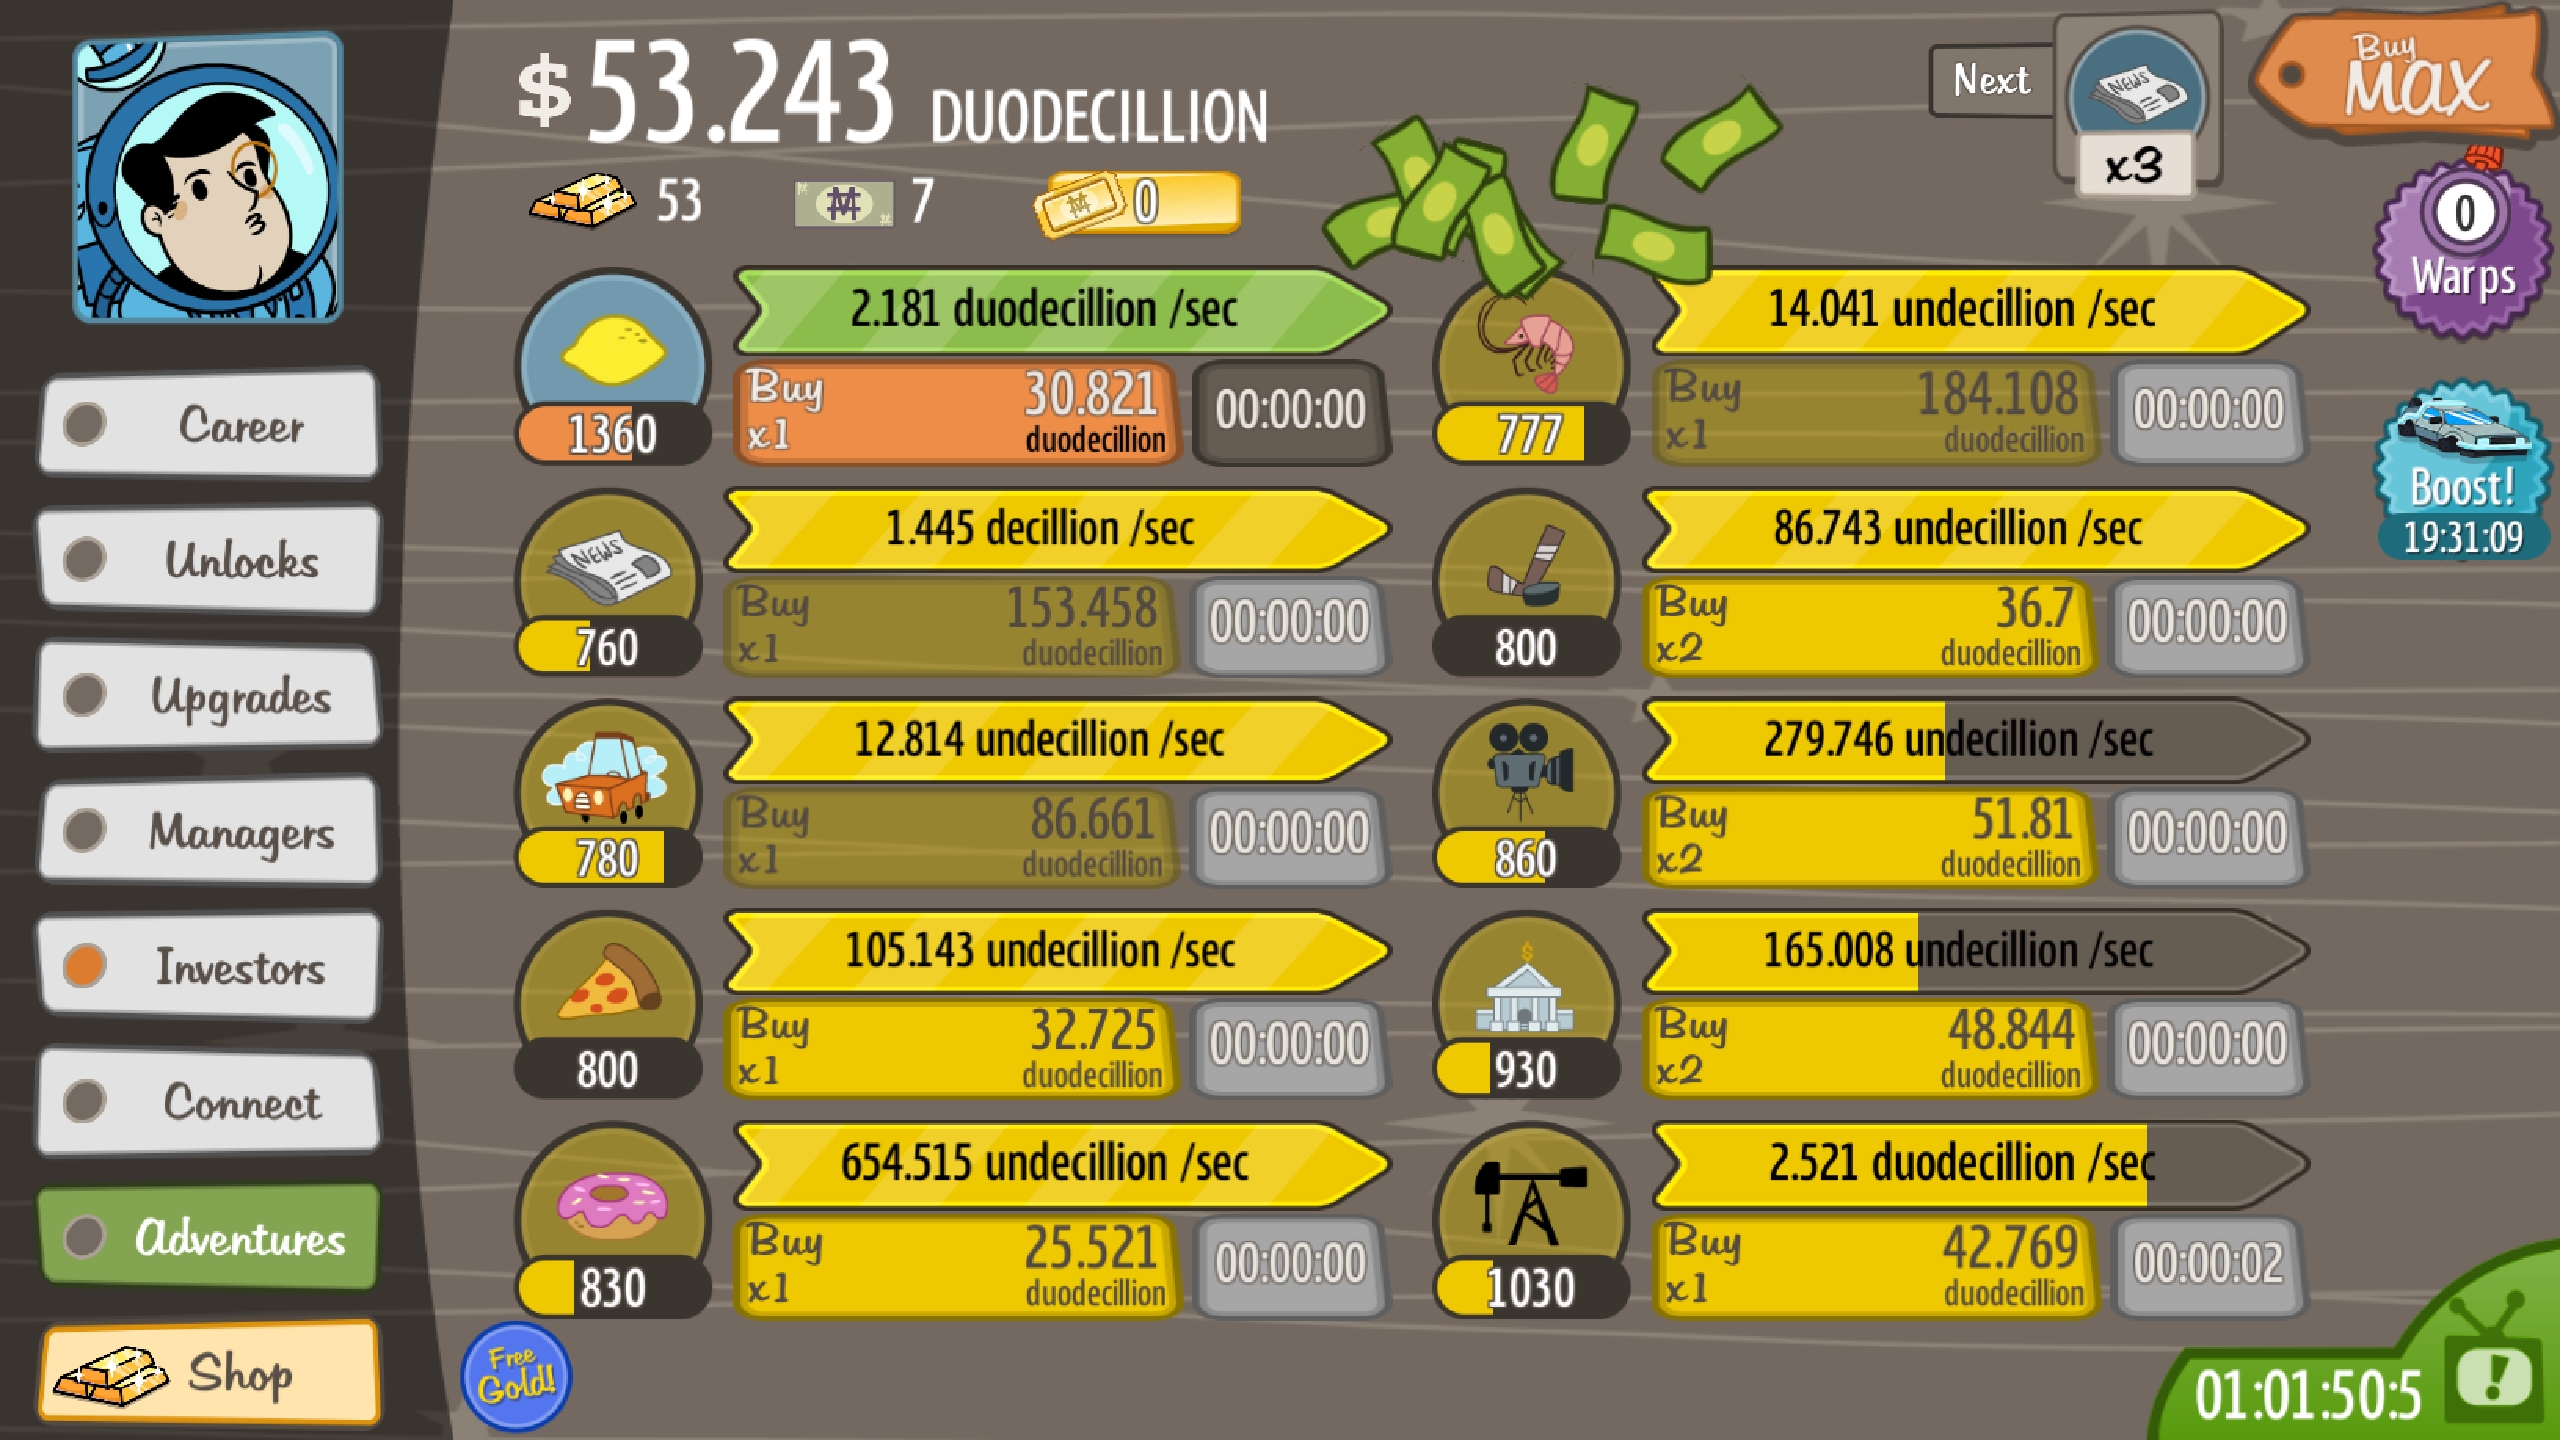 $53.243 DUODECILLION
53
7
0
Next
NEWS
x3
Buy
MAX
0
Warps
Boost!
19:31:09
Career
Unlocks
Upgrades
Managers
Investors
Connect
Adventures
Shop
2.181 duodecillion /sec
1360
Buy 30.821
x1 duodecillion
00:00:00
14.041 undecillion /sec
777
Buy 184.108
x1 duodecillion
00:00:00
1.445 decillion /sec
NEWS
760
Buy 153.458
x1 duodecillion
00:00:00
86.743 undecillion /sec
800
Buy 36.7
x2 duodecillion
00:00:00
12.814 undecillion /sec
780
Buy 86.661
x1 duodecillion
00:00:00
279.746 undecillion /sec
860
Buy 51.81
x2 duodecillion
00:00:00
105.143 undecillion /sec
800
Buy 32.725
x1 duodecillion
00:00:00
165.008 undecillion /sec
930
Buy 48.844
x2 duodecillion
00:00:00
654.515 undecillion /sec
830
Buy 25.521
x1 duodecillion
00:00:00
2.521 duodecillion /sec
1030
Buy 42.769
x1 duodecillion
00:00:02
Free
Gold!
01:01:50:5
!